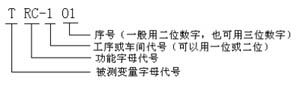 T RC-1 01
序号（一般用二位数字，也可用三位数字）
工序或车间代号（可以用一位或二位）
功能字母代号
被测变量字母代号